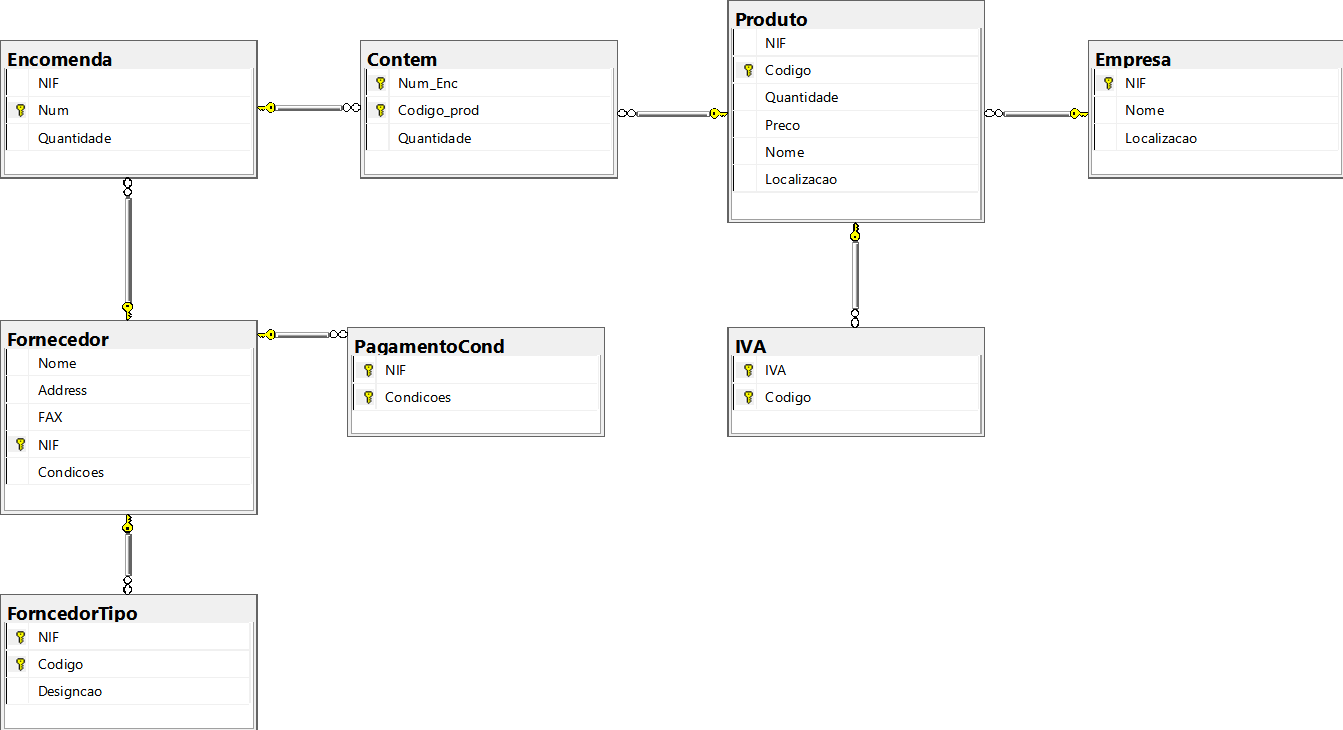 Encomenda
NIF
Num
Quantidade
Contem
Num_Enc
Codigo_prod
Quantidade
Produto
NIF
Codigo
Quantidade
Preco
Nome
Localizacao
Empresa
NIF
Nome
Localizacao
Fornecedor
Nome
Address
FAX
NIF
Condicoes
PagamentoCond
NIF
Condicoes
IVA
IVA
Codigo
ForncedorTipo
NIF
Codigo
Designcao